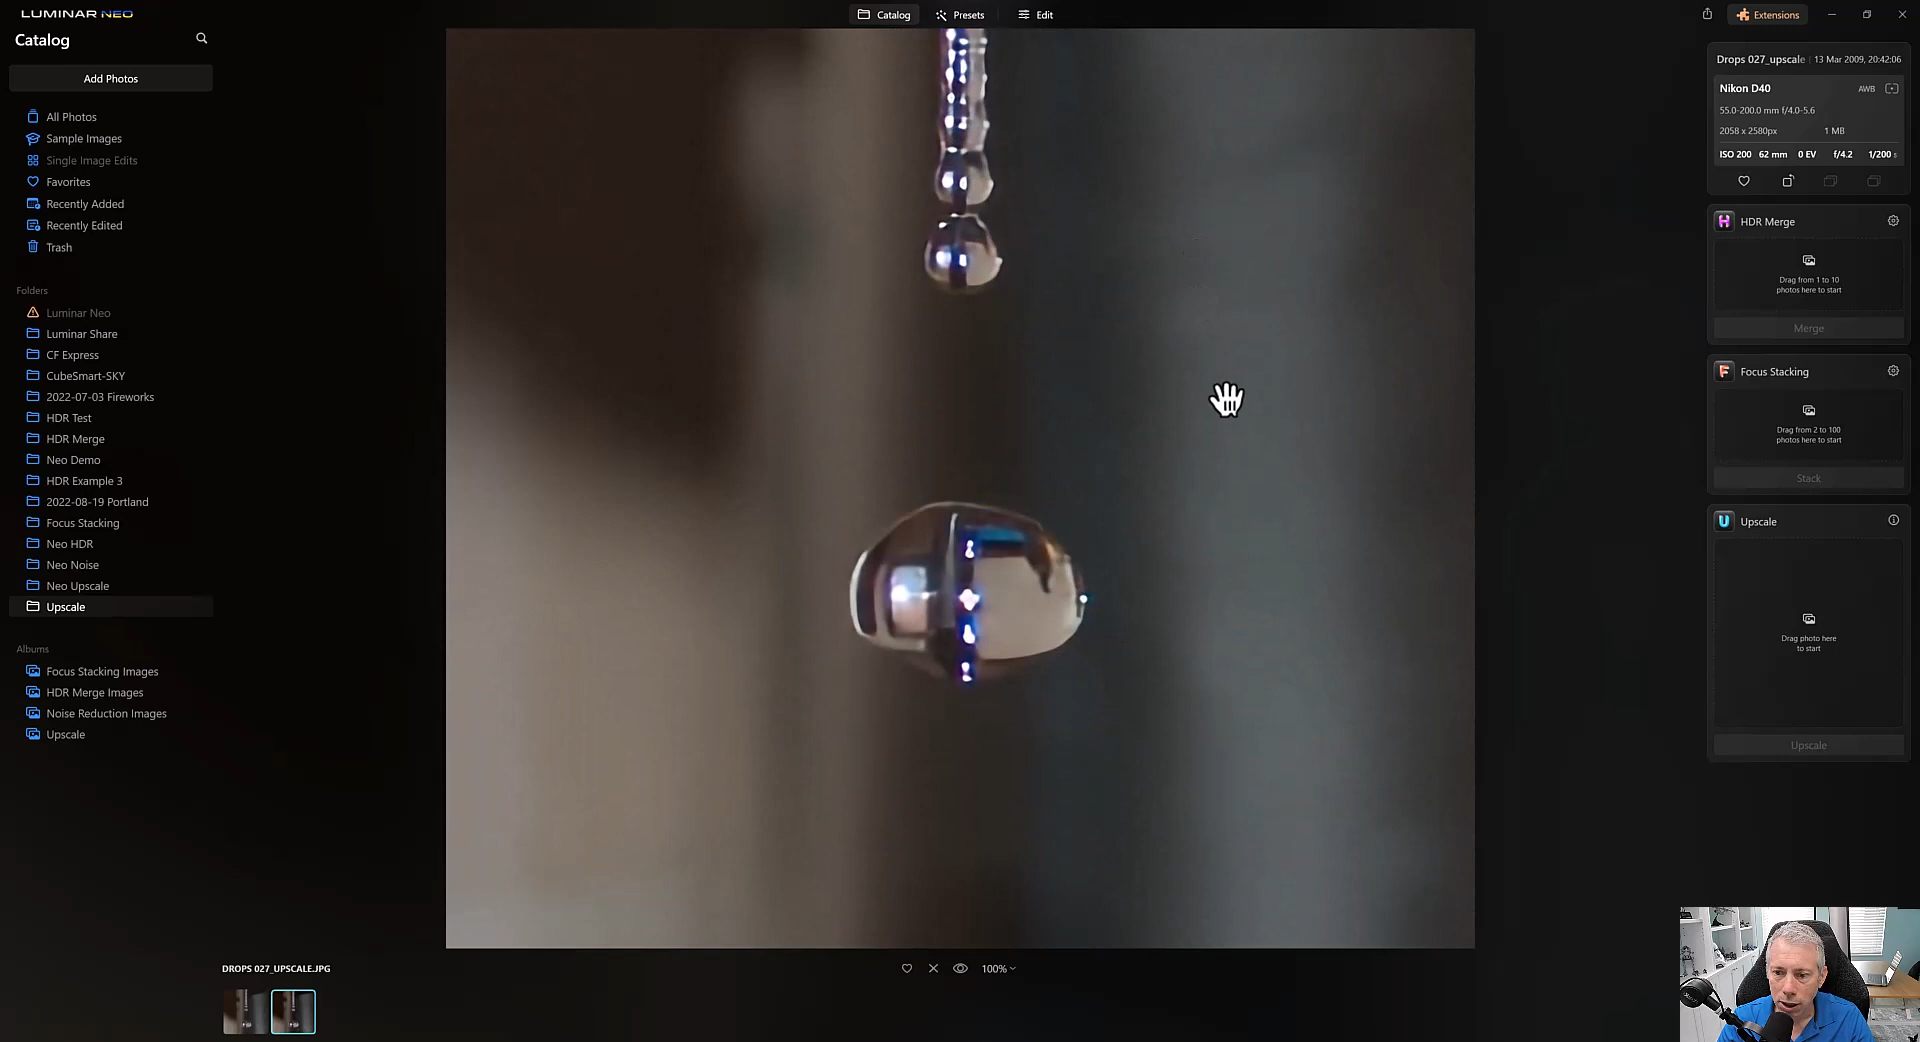 LUMINAR NEO
Catalog
Presets
Edit
Extensions
Catalog
Add Photos
All Photos
Sample Images
Single Image Edits
Favorites
Recently Added
Recently Edited
Trash
Folders
Luminar Neo
Luminar Share
CF Express
CubeSmart-SKY
2022-07-03 Fireworks
HDR Test
HDR Merge
Neo Demo
HDR Example 3
2022-08-19 Portland
Focus Stacking
Neo HDR
Neo Noise
Neo Upscale
Upscale
Albums
Focus Stacking Images
HDR Merge Images
Noise Reduction Images
Upscale
DROPS 027_UPSCALE.JPG
100%
Drops 027_upscale | 13 Mar 2009, 20:42:06
Nikon D40 AWB
55.0-200.0 mm f/4.0-5.6
2058 x 2580px 1 MB
ISO 200 62 mm 0 EV f/4.2 1/200 s
HDR Merge
Drag from 1 to 10
photos here to start
Merge
Focus Stacking
Drag from 2 to 100
photos here to start
Stack
Upscale
Drag photo here
to start
Upscale